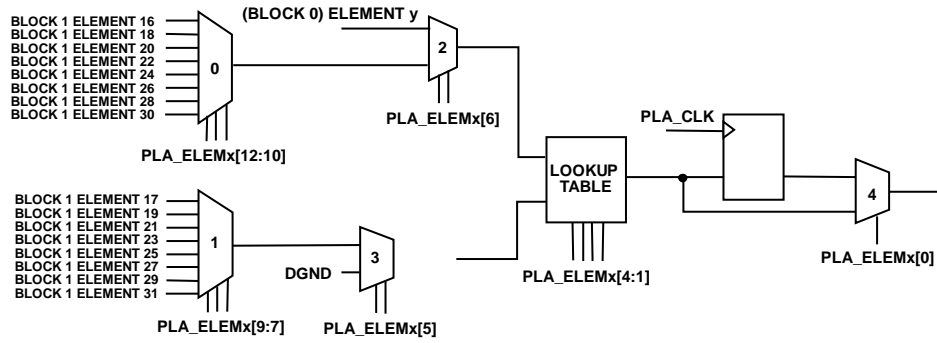 (BLOCK 0) ELEMENT y
BLOCK 1 ELEMENT 16
BLOCK 1 ELEMENT 18
BLOCK 1 ELEMENT 20
BLOCK 1 ELEMENT 22
BLOCK 1 ELEMENT 24
BLOCK 1 ELEMENT 26
BLOCK 1 ELEMENT 28
BLOCK 1 ELEMENT 30
0
2
PLA_ELEMx[6]
PLA_CLK
PLA_ELEMx[12:10]
LOOKUP
TABLE
4
BLOCK 1 ELEMENT 17
BLOCK 1 ELEMENT 19
BLOCK 1 ELEMENT 21
BLOCK 1 ELEMENT 23
BLOCK 1 ELEMENT 25
BLOCK 1 ELEMENT 27
BLOCK 1 ELEMENT 29
BLOCK 1 ELEMENT 31
1
3
DGND
PLA_ELEMx[4:1]
PLA_ELEMx[0]
PLA_ELEMx[9:7]
PLA_ELEMx[5]